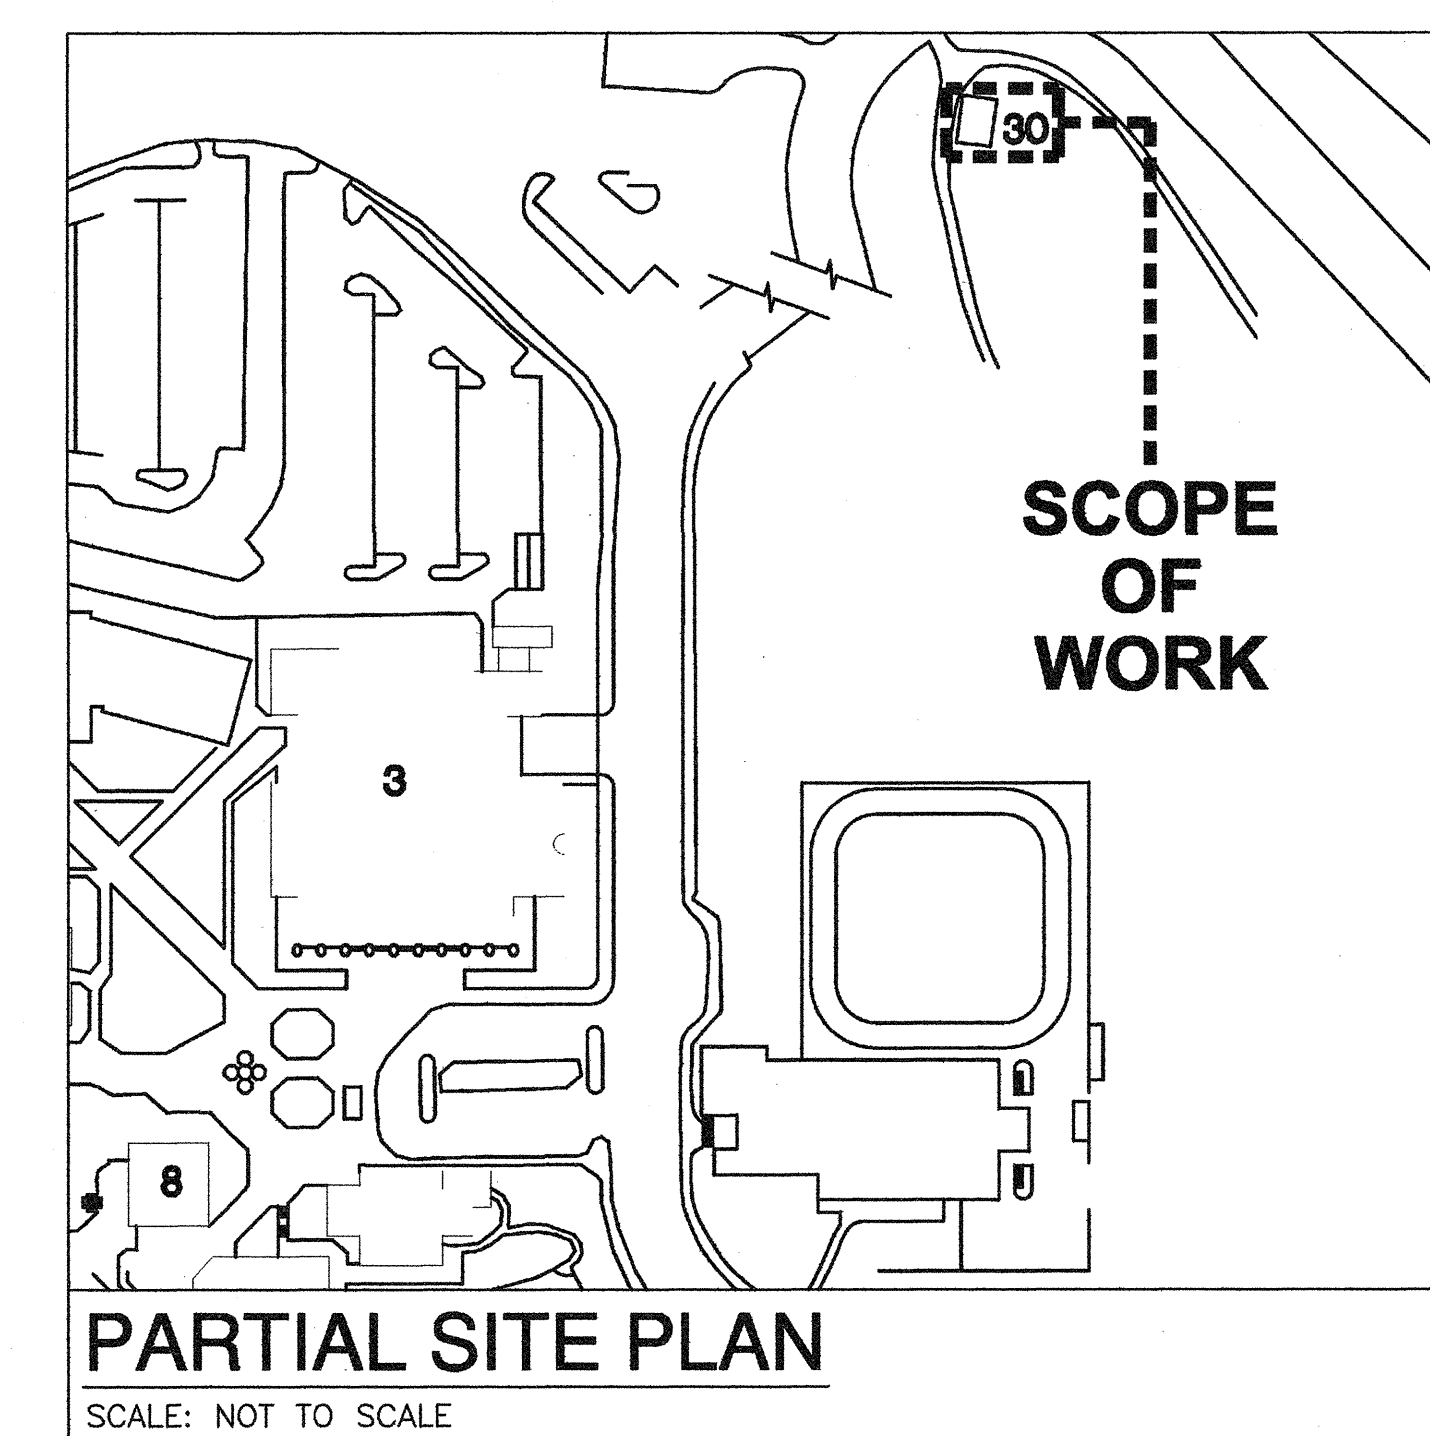 30
SCOPE
OF
WORK
3
8
PARTIAL SITE PLAN
SCALE: NOT TO SCALE